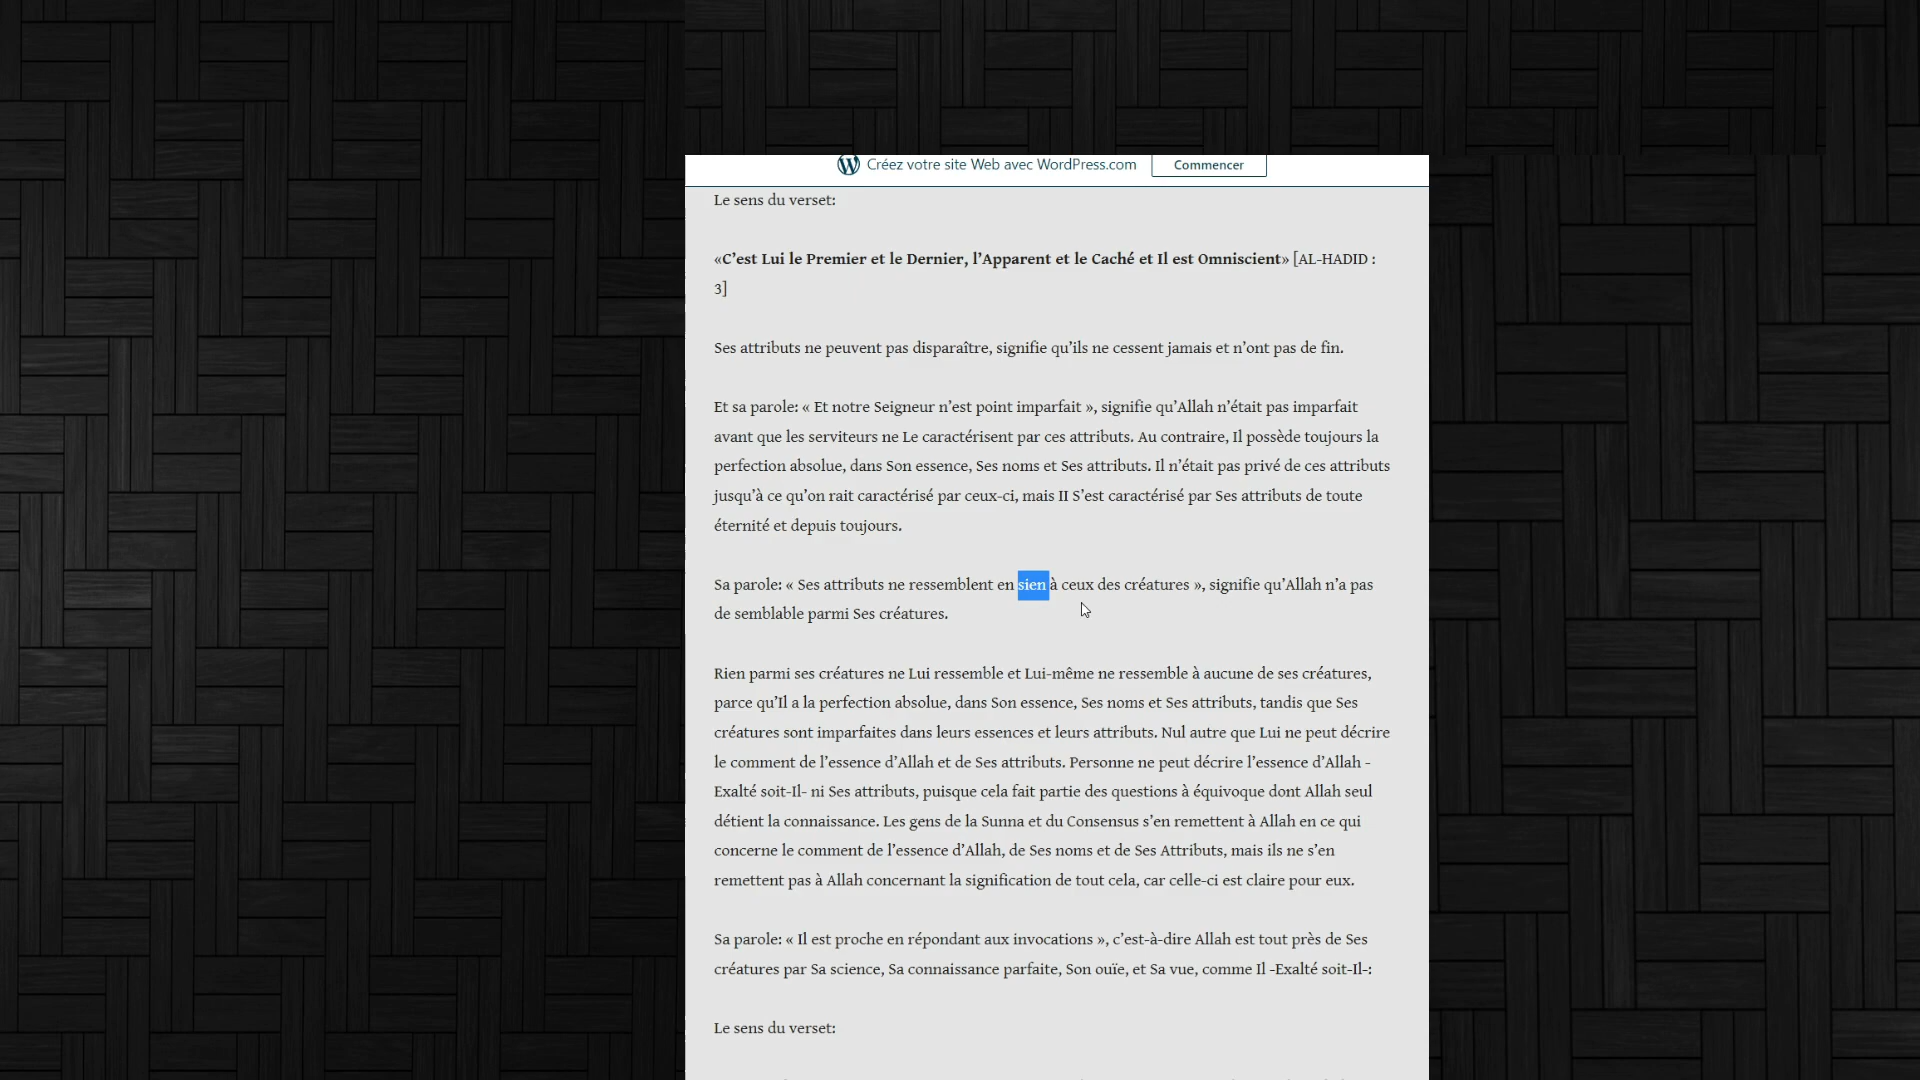 Créez votre site Web avec WordPress.com Commencer
Le sens du verset:
«C’est Lui le Premier et le Dernier, l’Apparent et le Caché et Il est Omniscient» [AL-HADID :
3]
Ses attributs ne peuvent pas disparaître, signifie qu’ils ne cessent jamais et n’ont pas de fin.
Et sa parole: « Et notre Seigneur n’est point imparfait », signifie qu’Allah n’était pas imparfait
avant que les serviteurs ne Le caractérisent par ces attributs. Au contraire, Il possède toujours la
perfection absolue, dans Son essence, Ses noms et Ses attributs. Il n’était pas privé de ces attributs
jusqu’à ce qu’on rait caractérisé par ceux-ci, mais II S’est caractérisé par Ses attributs de toute
éternité et depuis toujours.
Sa parole: « Ses attributs ne ressemblent en sien à ceux des créatures », signifie qu’Allah n’a pas
de semblable parmi Ses créatures.
Rien parmi ses créatures ne Lui ressemble et Lui-même ne ressemble à aucune de ses créatures,
parce qu’Il a la perfection absolue, dans Son essence, Ses noms et Ses attributs, tandis que Ses
créatures sont imparfaites dans leurs essences et leurs attributs. Nul autre que Lui ne peut décrire
le comment de l’essence d’Allah et de Ses attributs. Personne ne peut décrire l’essence d’Allah -
Exalté soit-Il- ni Ses attributs, puisque cela fait partie des questions à équivoque dont Allah seul
détient la connaissance. Les gens de la Sunna et du Consensus s’en remettent à Allah en ce qui
concerne le comment de l’essence d’Allah, de Ses noms et de Ses Attributs, mais ils ne s’en
remettent pas à Allah concernant la signification de tout cela, car celle-ci est claire pour eux.
Sa parole: « Il est proche en répondant aux invocations », c’est-à-dire Allah est tout près de Ses
créatures par Sa science, Sa connaissance parfaite, Son ouïe, et Sa vue, comme Il -Exalté soit-Il-:
Le sens du verset: